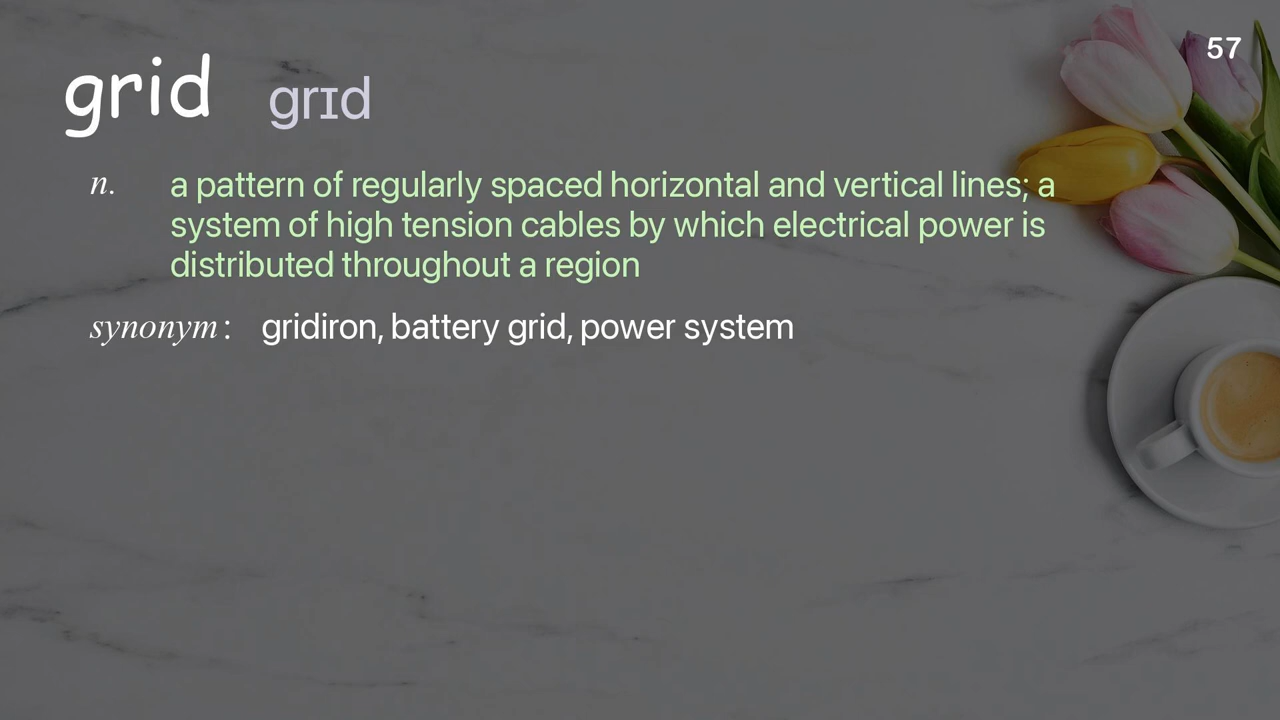 57
grid grɪd
n. a pattern of regularly spaced horizontal and vertical lines; a
system of high tension cables by which electrical power is
distributed throughout a region
synonym: gridiron, battery grid, power system